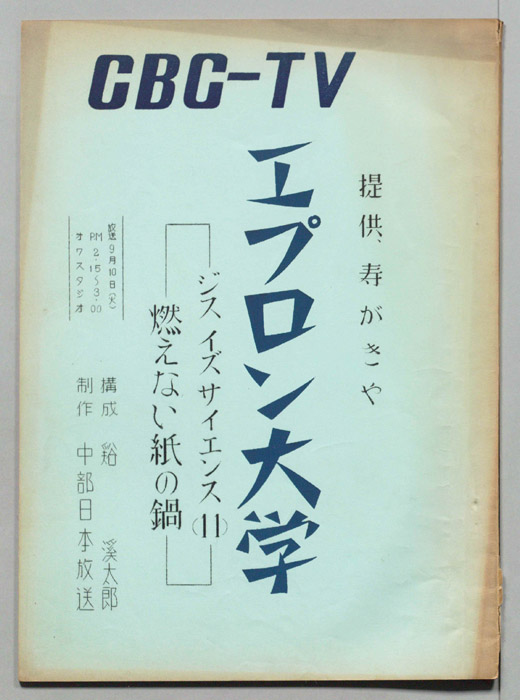 CBC-TV
提供、寿がきや
エプロン大学
ジス イズ サイエンス (11)
燃えない紙の鍋
放送 9月10日(火)
PM 2・15〜3・00
オワスタジオ
構成 谿 渓太郎
制作 中部日本放送